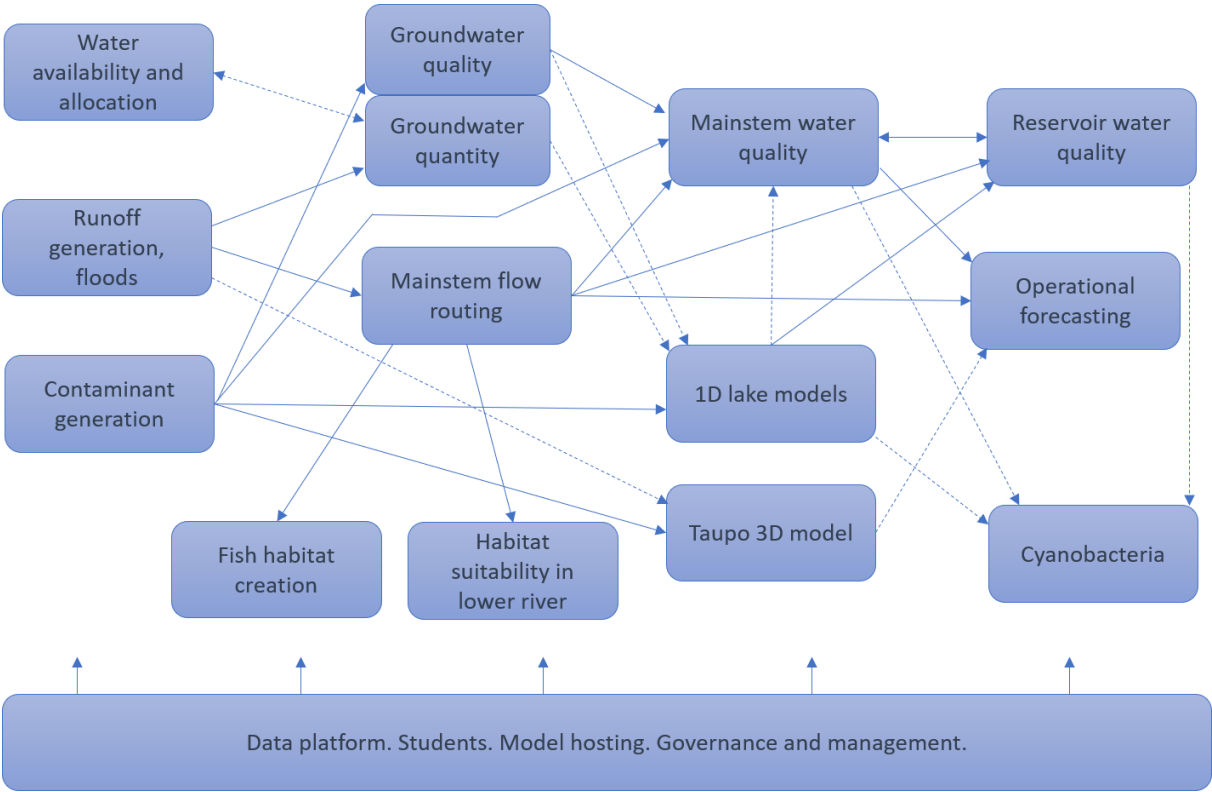 Water
availability and
allocation
Groundwater
quality
Groundwater
quantity
Mainstem water
quality
Reservoir water
quality
Runoff
generation,
floods
Mainstem flow
routing
Operational
forecasting
Contaminant
generation
1D lake models
Fish habitat
creation
Habitat
suitability in
lower river
Taupo 3D model
Cyanobacteria
Data platform. Students. Model hosting. Governance and management.